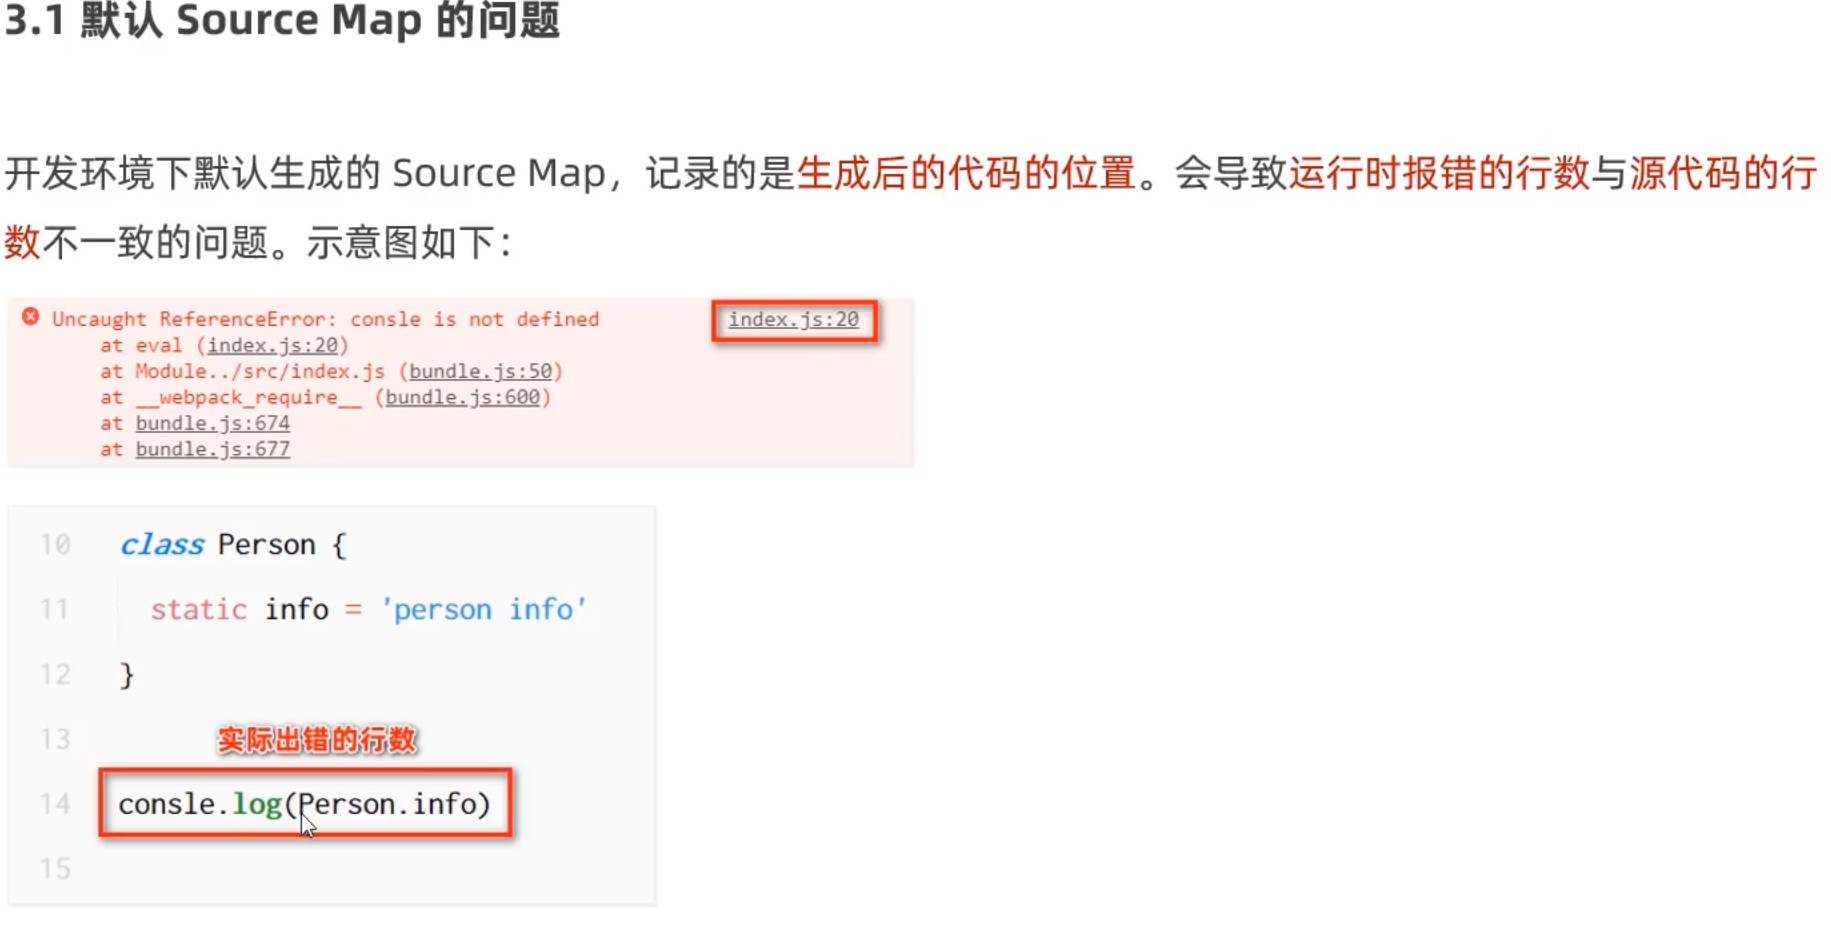 3.1 默认 Source Map 的问题
开发环境下默认生成的 Source Map，记录的是生成后的代码的位置。会导致运行时报错的行数与源代码的行
数不一致的问题。示意图如下：
Uncaught ReferenceError: consle is not defined index.js:20
at eval (index.js:20)
at Module../src/index.js (bundle.js:50)
at __webpack_require__ (bundle.js:600)
at bundle.js:674
at bundle.js:677
10 class Person {
11 static info = 'person info'
12 }
13 实际出错的行数
14 consle.log(Person.info)
15